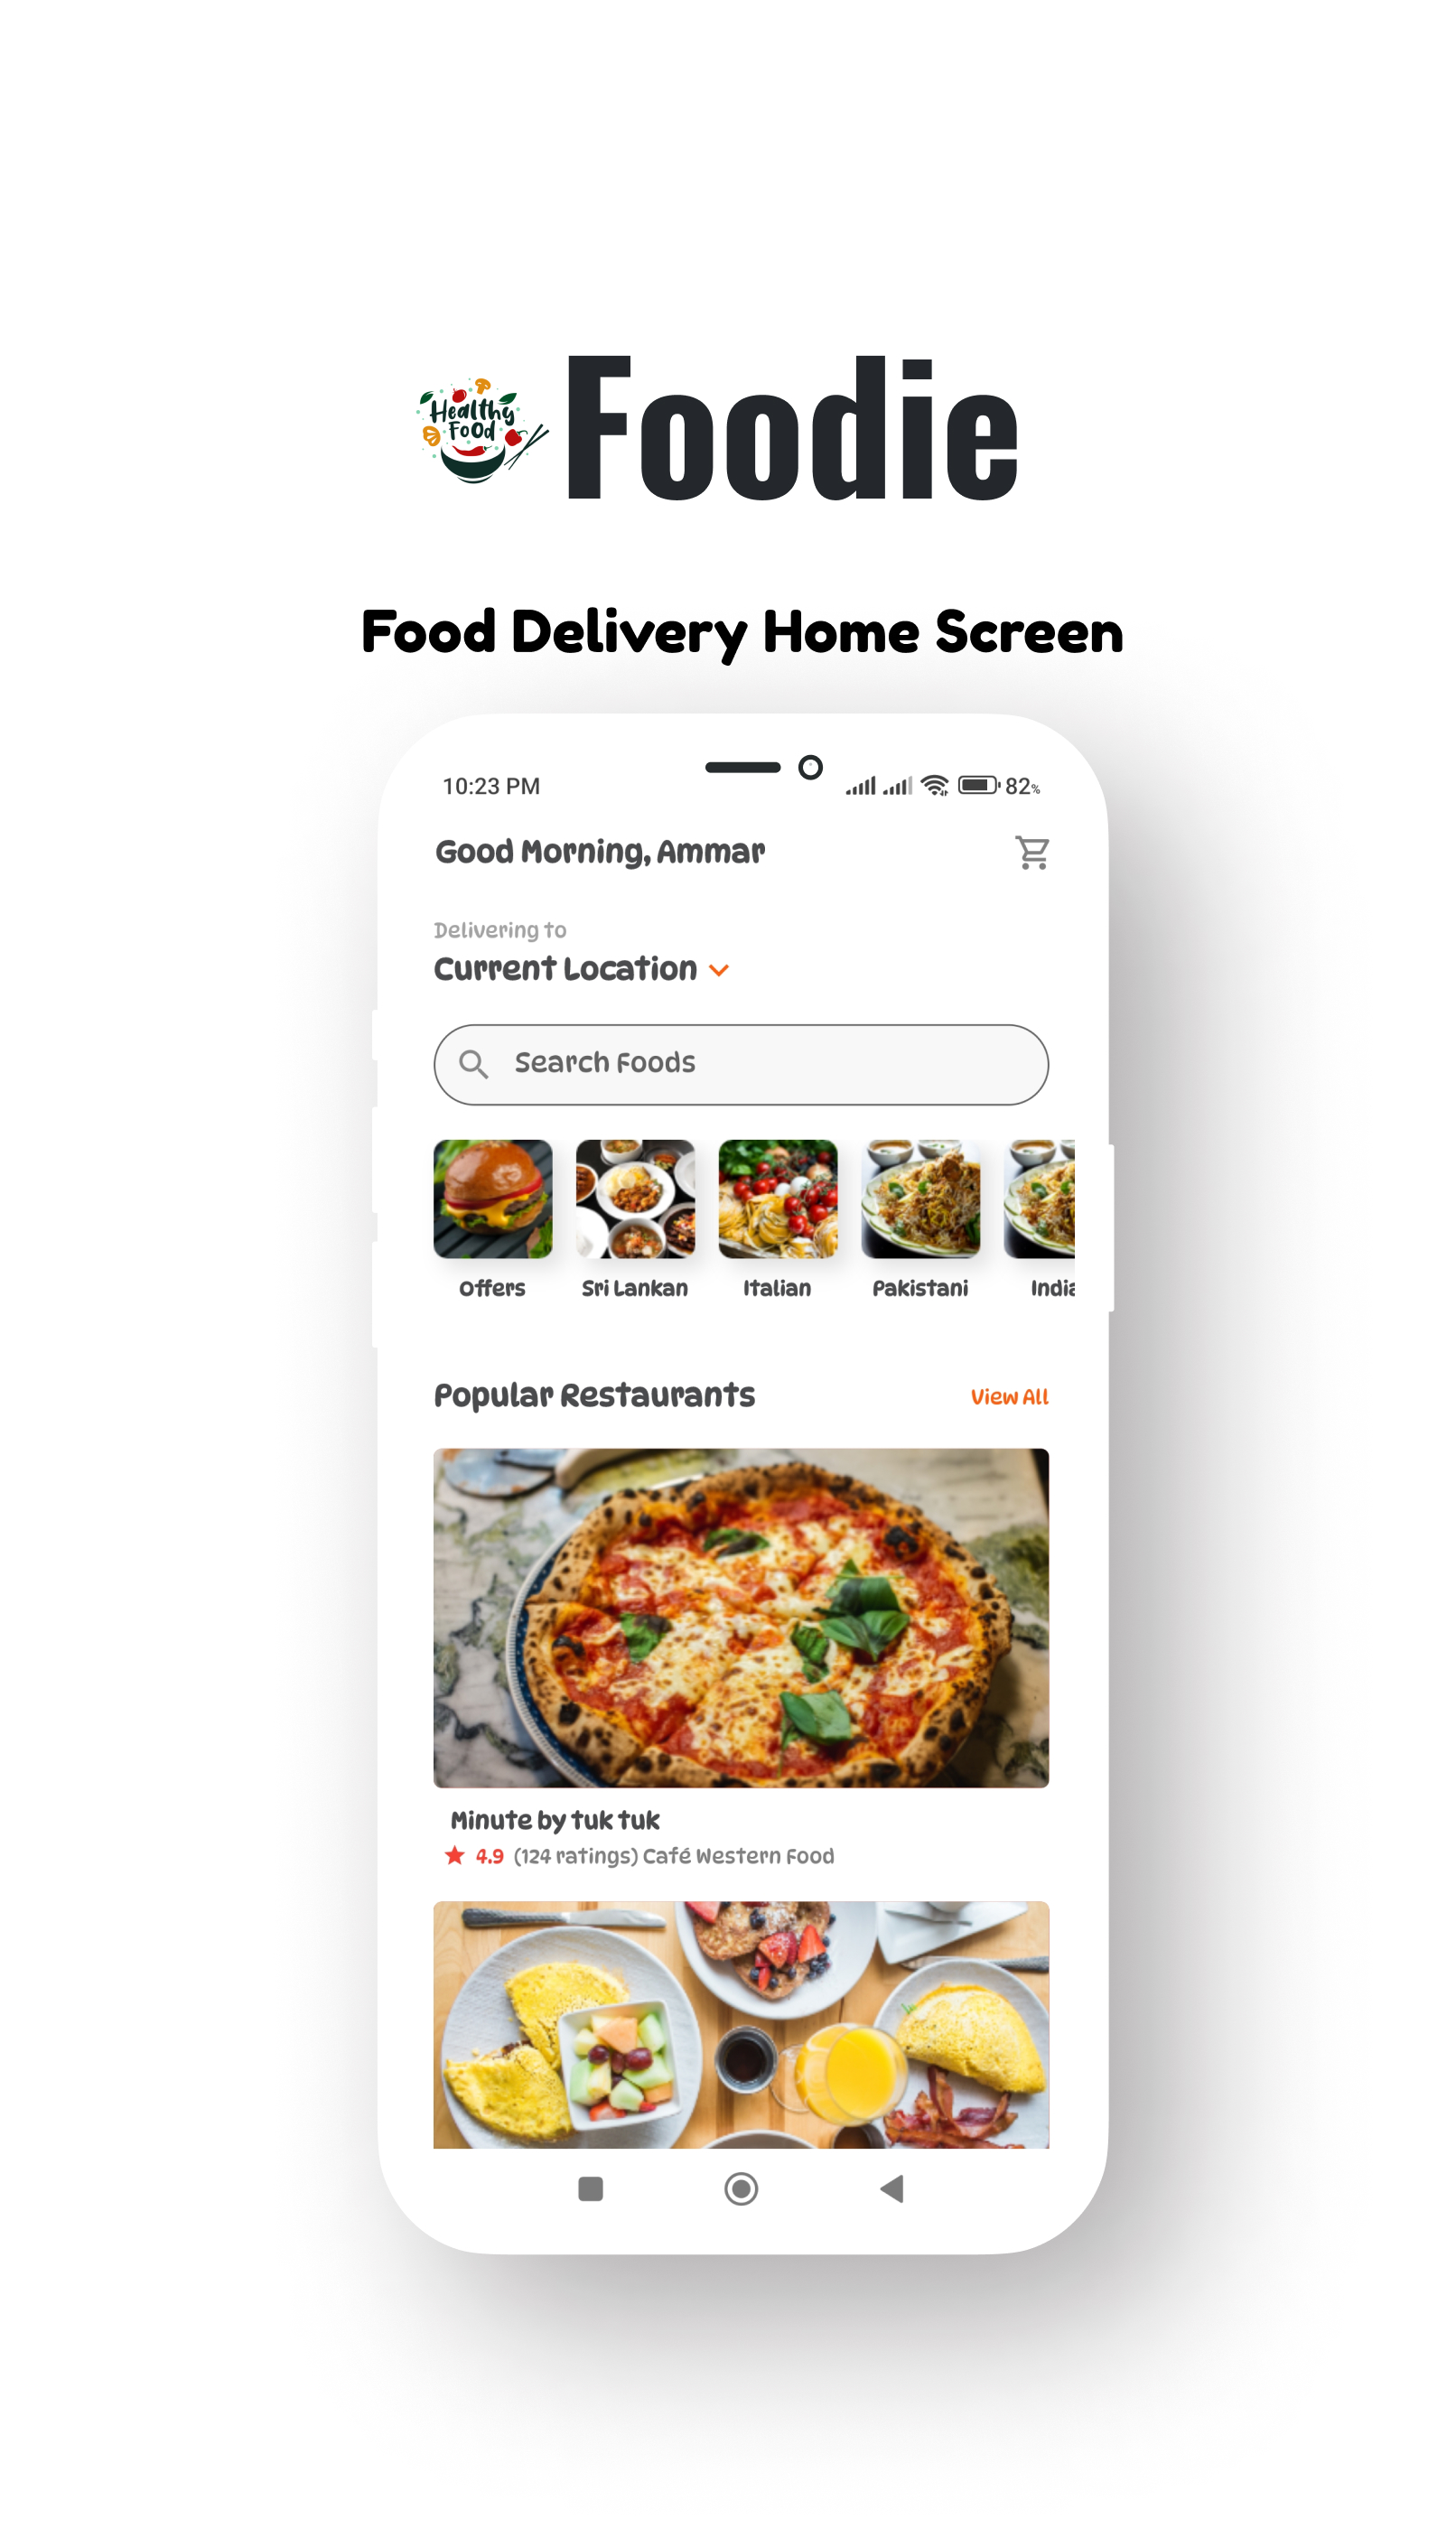 Healthy
Food
Foodie
Food Delivery Home Screen
10:23 PM 82%
Good Morning, Ammar
Delivering to
Current Location
Search Foods
Offers Sri Lankan Italian Pakistani India
Popular Restaurants View All
Minute by tuk tuk
4.9 (124 ratings) Café Western Food